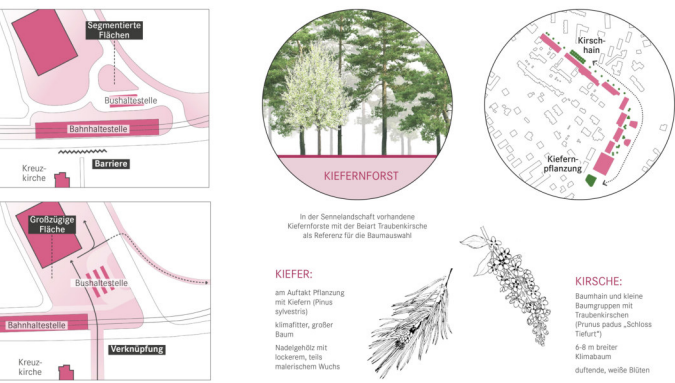 Segmentierte
Flächen
Bushaltestelle
Bahnhaltestelle
Barriere
Kreuz-
kirche
Großzügige
Fläche
Bushaltestelle
Bahnhaltestelle
Verknüpfung
Kreuz-
kirche
KIEFERNFORST
In der Sennelandschaft vorhandene
Kiefernforste mit der Beiart Traubenkirsche
als Referenz für die Baumauswahl
Kirsch-
hain
Kiefern-
pflanzung
KIEFER:
am Auftakt Pflanzung
mit Kiefern (Pinus
sylvestris)
klimafitter, großer
Baum
Nadelgehölz mit
lockerem, teils
malerischem Wuchs
KIRSCHE:
Baumhain und kleine
Baumgruppen mit
Traubenkirschen
(Prunus padus „Schloss
Tiefurt“)
6-8 m breiter
Klimabaum
duftende, weiße Blüten